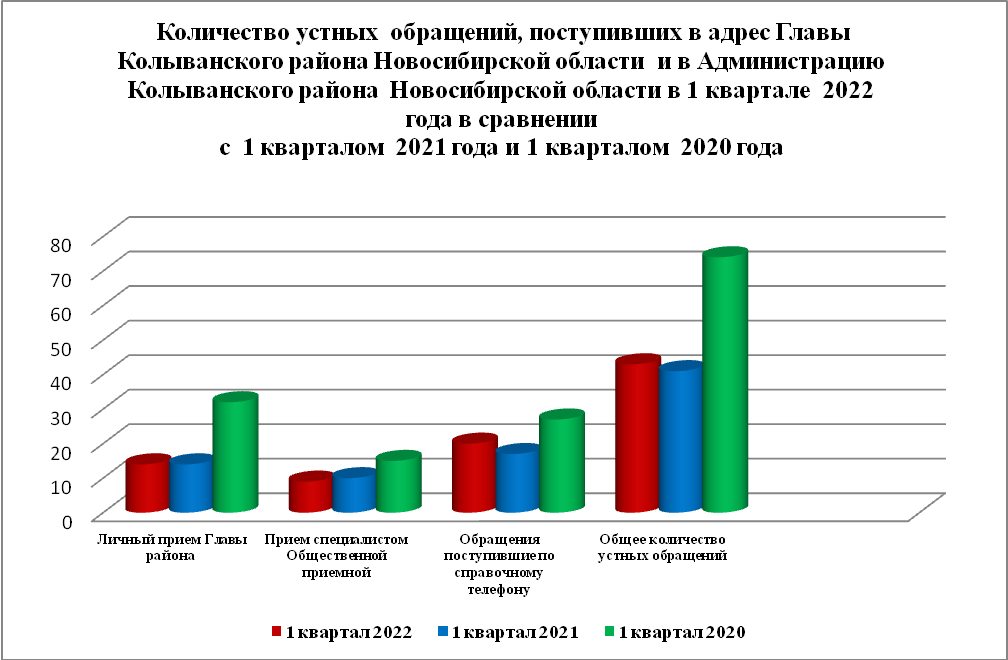 Количество устных обращений, поступивших в адрес Главы
Колыванского района Новосибирской области и в Администрацию
Колыванского района Новосибирской области в 1 квартале 2022
года в сравнении
с 1 кварталом 2021 года и 1 кварталом 2020 года
80
70
60
50
40
30
20
10
0
Личный прием Главы
района
Прием специалистом
Общественной
приемной
Обращения
поступившие по
справочному
телефону
Общее количество
устных обращений
1 квартал 2022
1 квартал 2021
1 квартал 2020